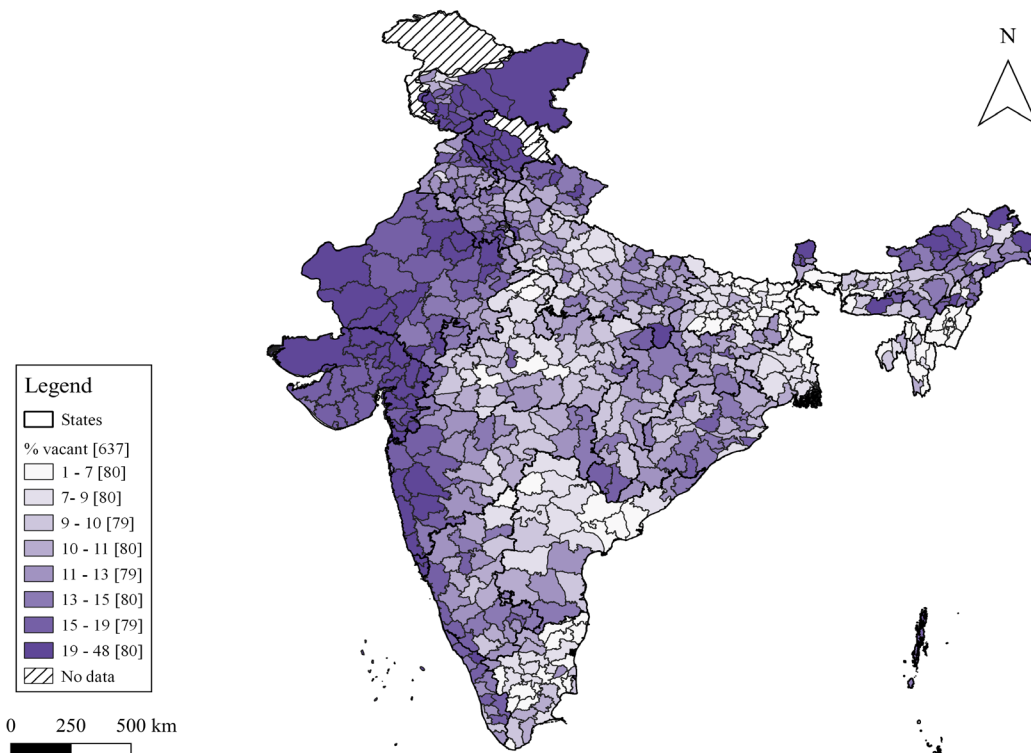 N
Legend
States
% vacant [637]
1 - 7 [80]
7- 9 [80]
9 - 10 [79]
10 - 11 [80]
11 - 13 [79]
13 - 15 [80]
15 - 19 [79]
19 - 48 [80]
No data
0 250 500 km